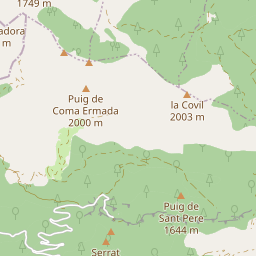 1749 m
adora
m
Puig de
Coma Ermada
2000 m
la Covil
2003 m
Puig de
Sant Pere
1644 m
Serrat